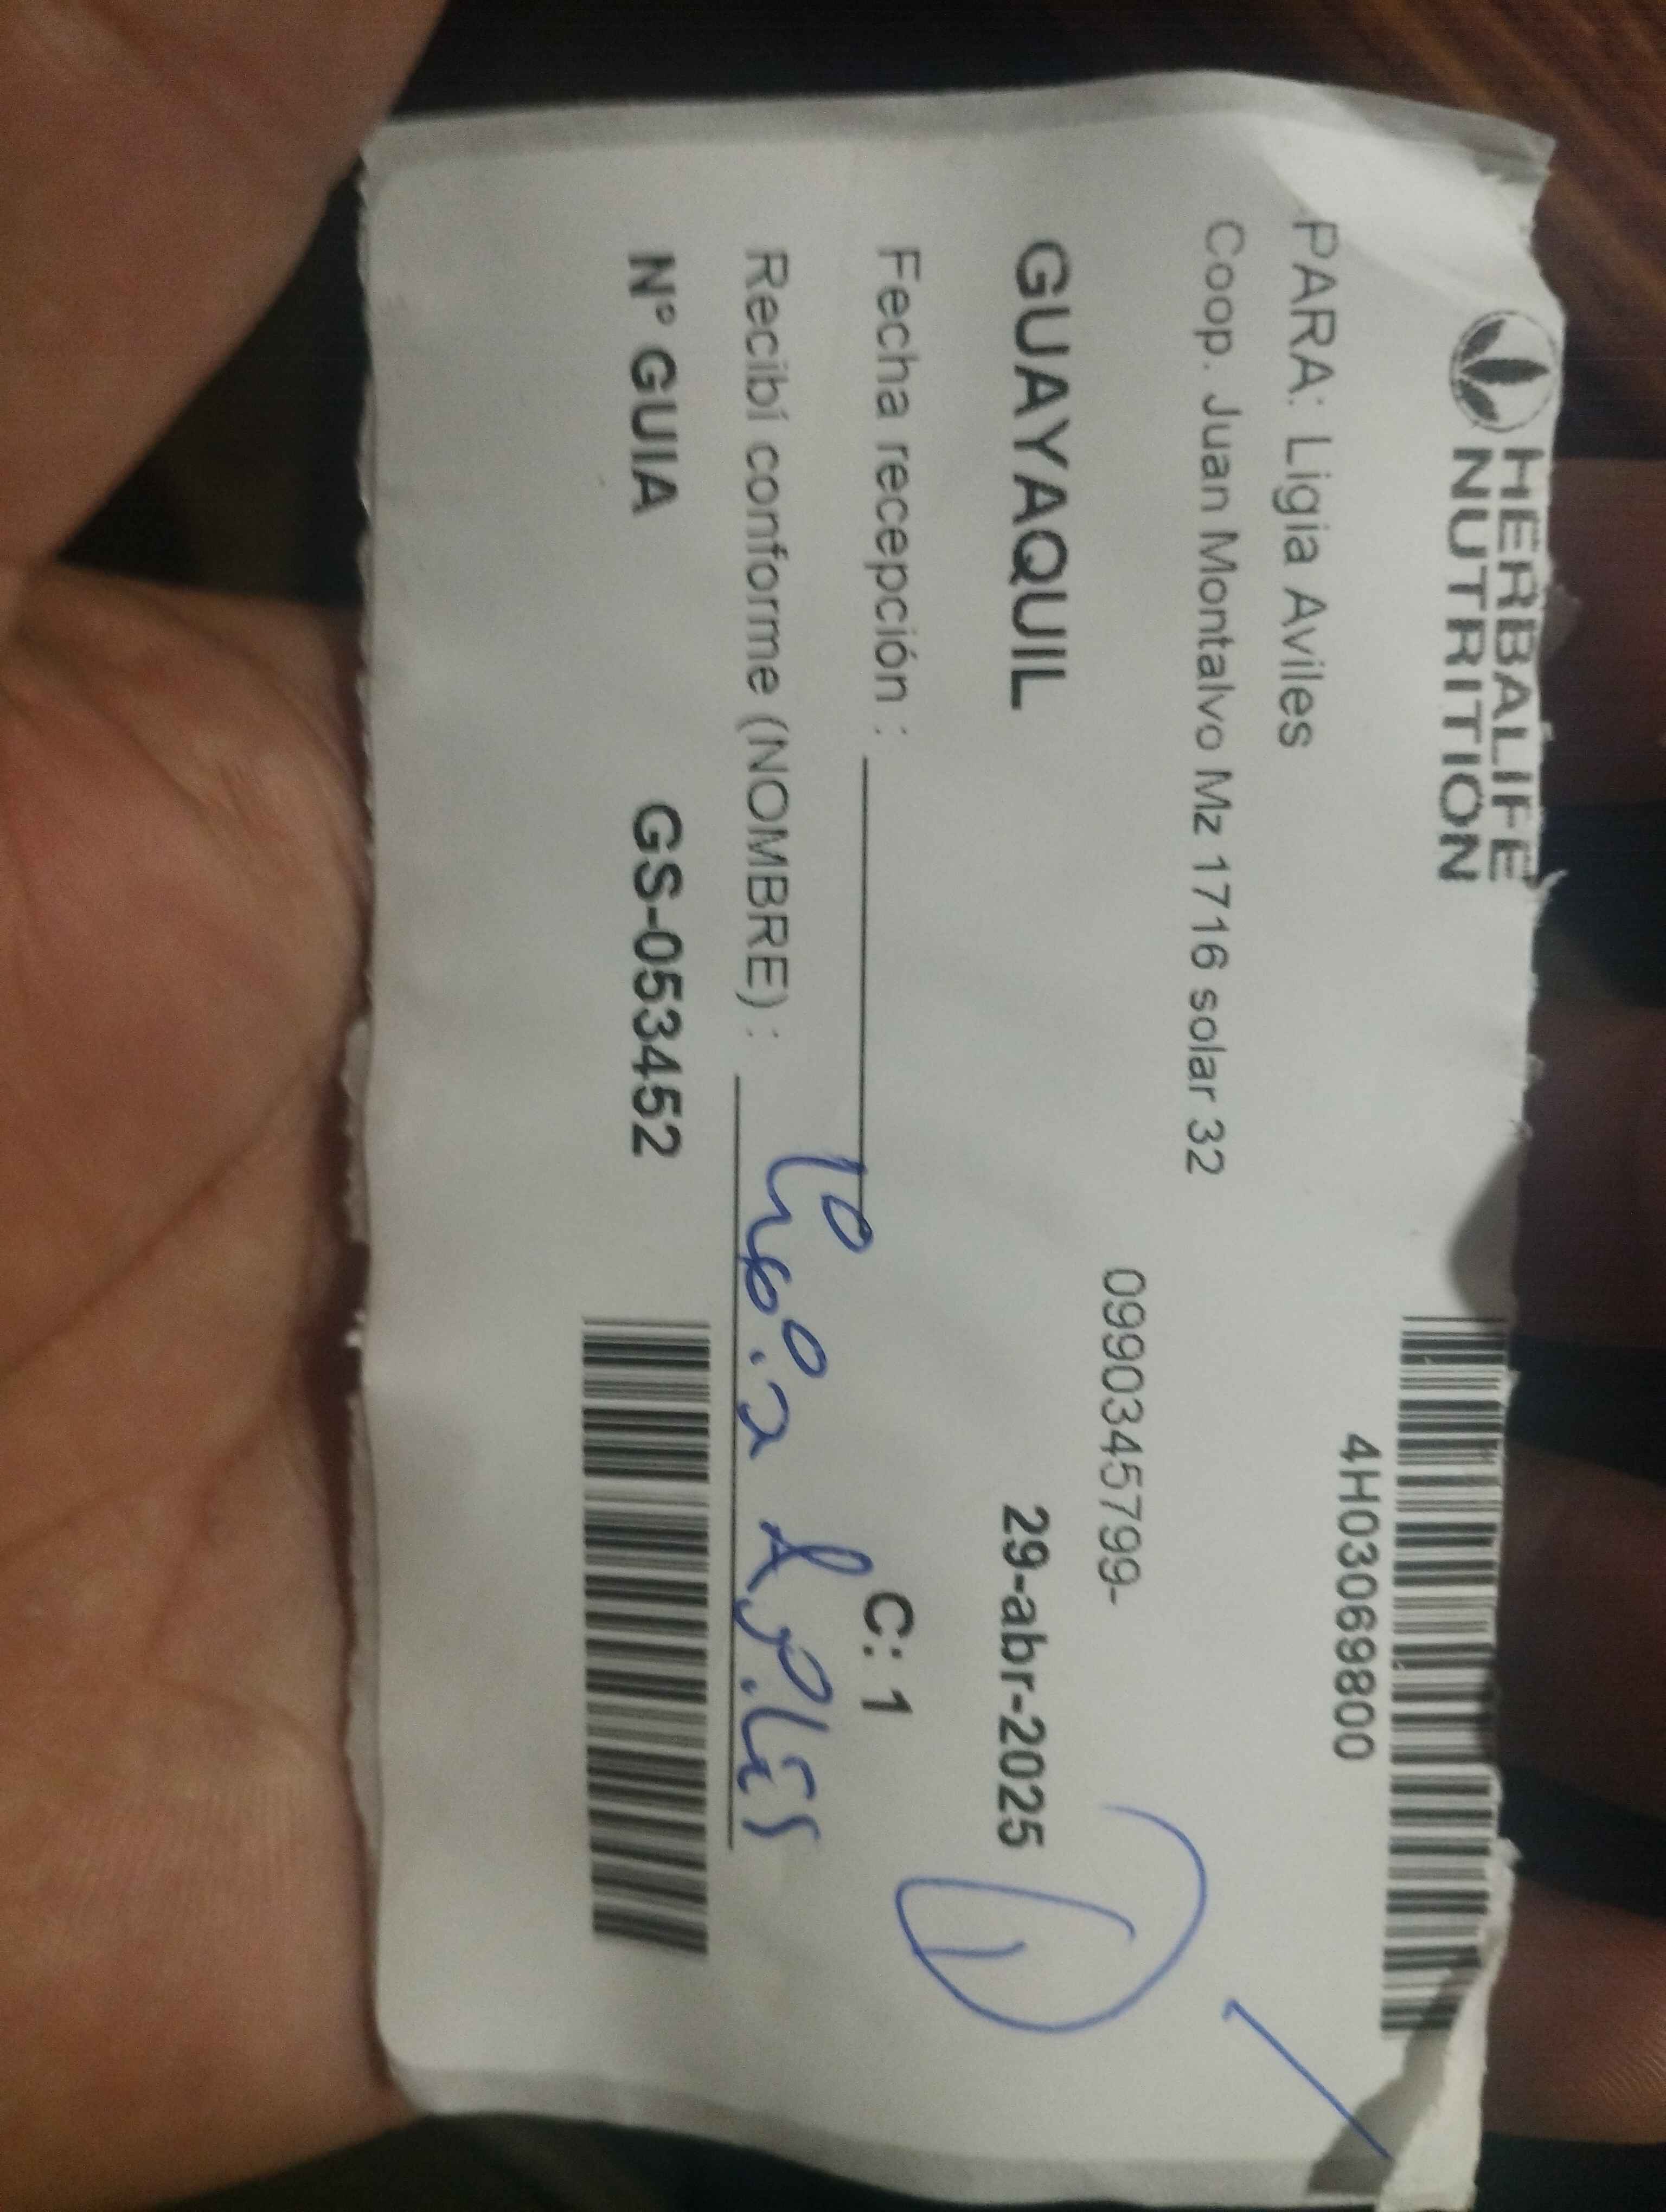 HERBALIFE
NUTRITION
4H03069800
PARA: Ligia Aviles
Coop. Juan Montalvo Mz 1716 solar 32
0990345799-
GUAYAQUIL 29-abr-2025
Fecha recepción : C: 1
Recibí conforme (NOMBRE) :
Nº GUIA GS-053452